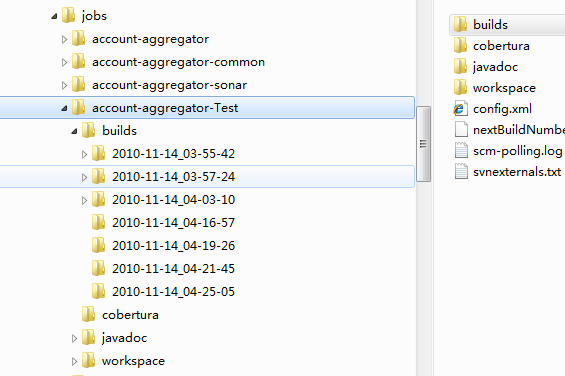 jobs
account-aggregator
account-aggregator-common
account-aggregator-sonar
account-aggregator-Test
builds
2010-11-14_03-55-42
2010-11-14_03-57-24
2010-11-14_04-03-10
2010-11-14_04-16-57
2010-11-14_04-19-26
2010-11-14_04-21-45
2010-11-14_04-25-05
cobertura
javadoc
workspace
builds
cobertura
javadoc
workspace
config.xml
nextBuildNumbe
scm-polling.log
svnexternals.txt